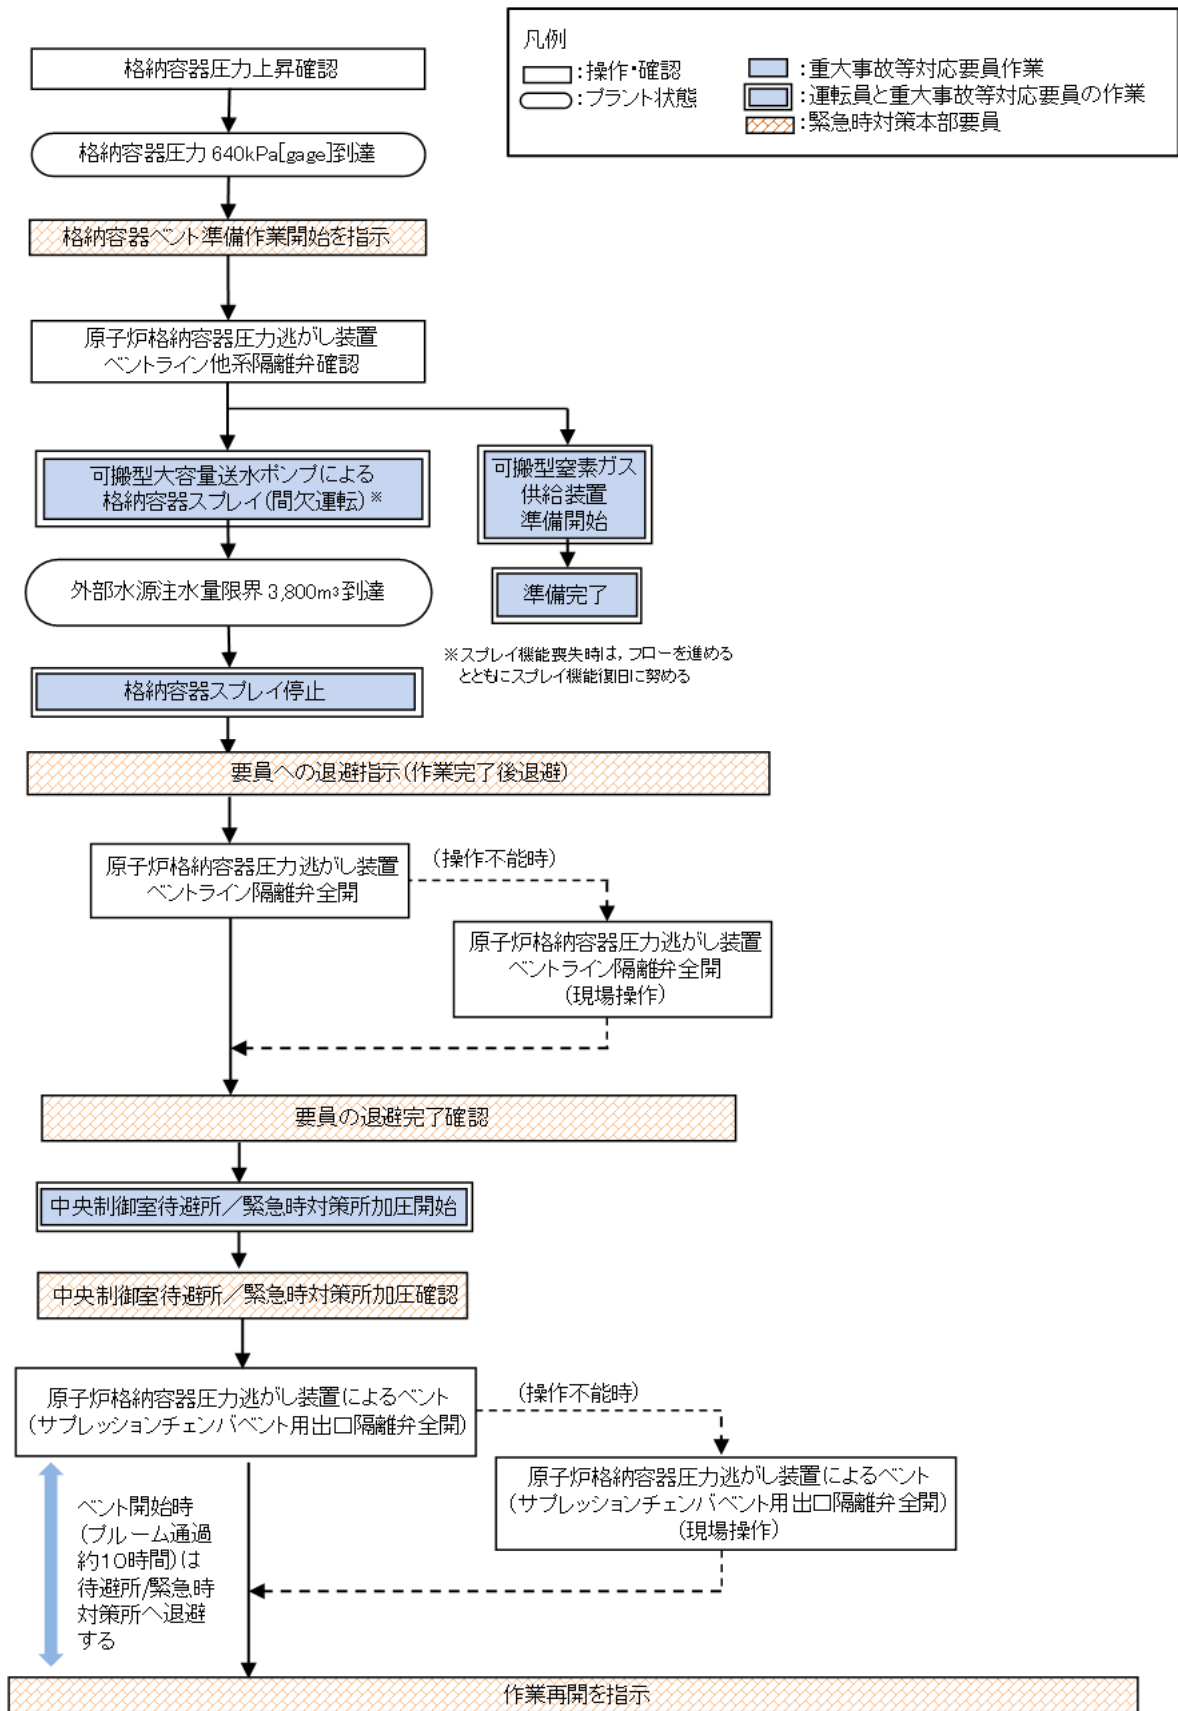 凡例
:操作・確認
:プラント状態
:重大事故等対応要員作業
:運転員と重大事故等対応要員の作業
:緊急時対策本部要員
格納容器圧力上昇確認
格納容器圧力 640kPa[gage]到達
格納容器ベント準備作業開始を指示
原子炉格納容器圧力逃がし装置
ベントライン他系隔離弁確認
可搬型大容量送水ポンプによる
格納容器スプレイ(間欠運転)※
可搬型窒素ガス
供給装置
準備開始
外部水源注水量限界 3,800m³到達
準備完了
※スプレイ機能喪失時は，フローを進める
とともにスプレイ機能復旧に努める
格納容器スプレイ停止
要員への退避指示(作業完了後退避)
原子炉格納容器圧力逃がし装置
ベントライン隔離弁全開
(操作不能時)
原子炉格納容器圧力逃がし装置
ベントライン隔離弁全開
(現場操作)
要員の退避完了確認
中央制御室待避所／緊急時対策所加圧開始
中央制御室待避所／緊急時対策所加圧確認
原子炉格納容器圧力逃がし装置によるベント
(サプレッションチェンバベント用出口隔離弁全開)
(操作不能時)
原子炉格納容器圧力逃がし装置によるベント
(サプレッションチェンバベント用出口隔離弁全開)
(現場操作)
ベント開始時
(プルーム通過
約10時間)は
待避所/緊急時
対策所へ退避
する
作業再開を指示